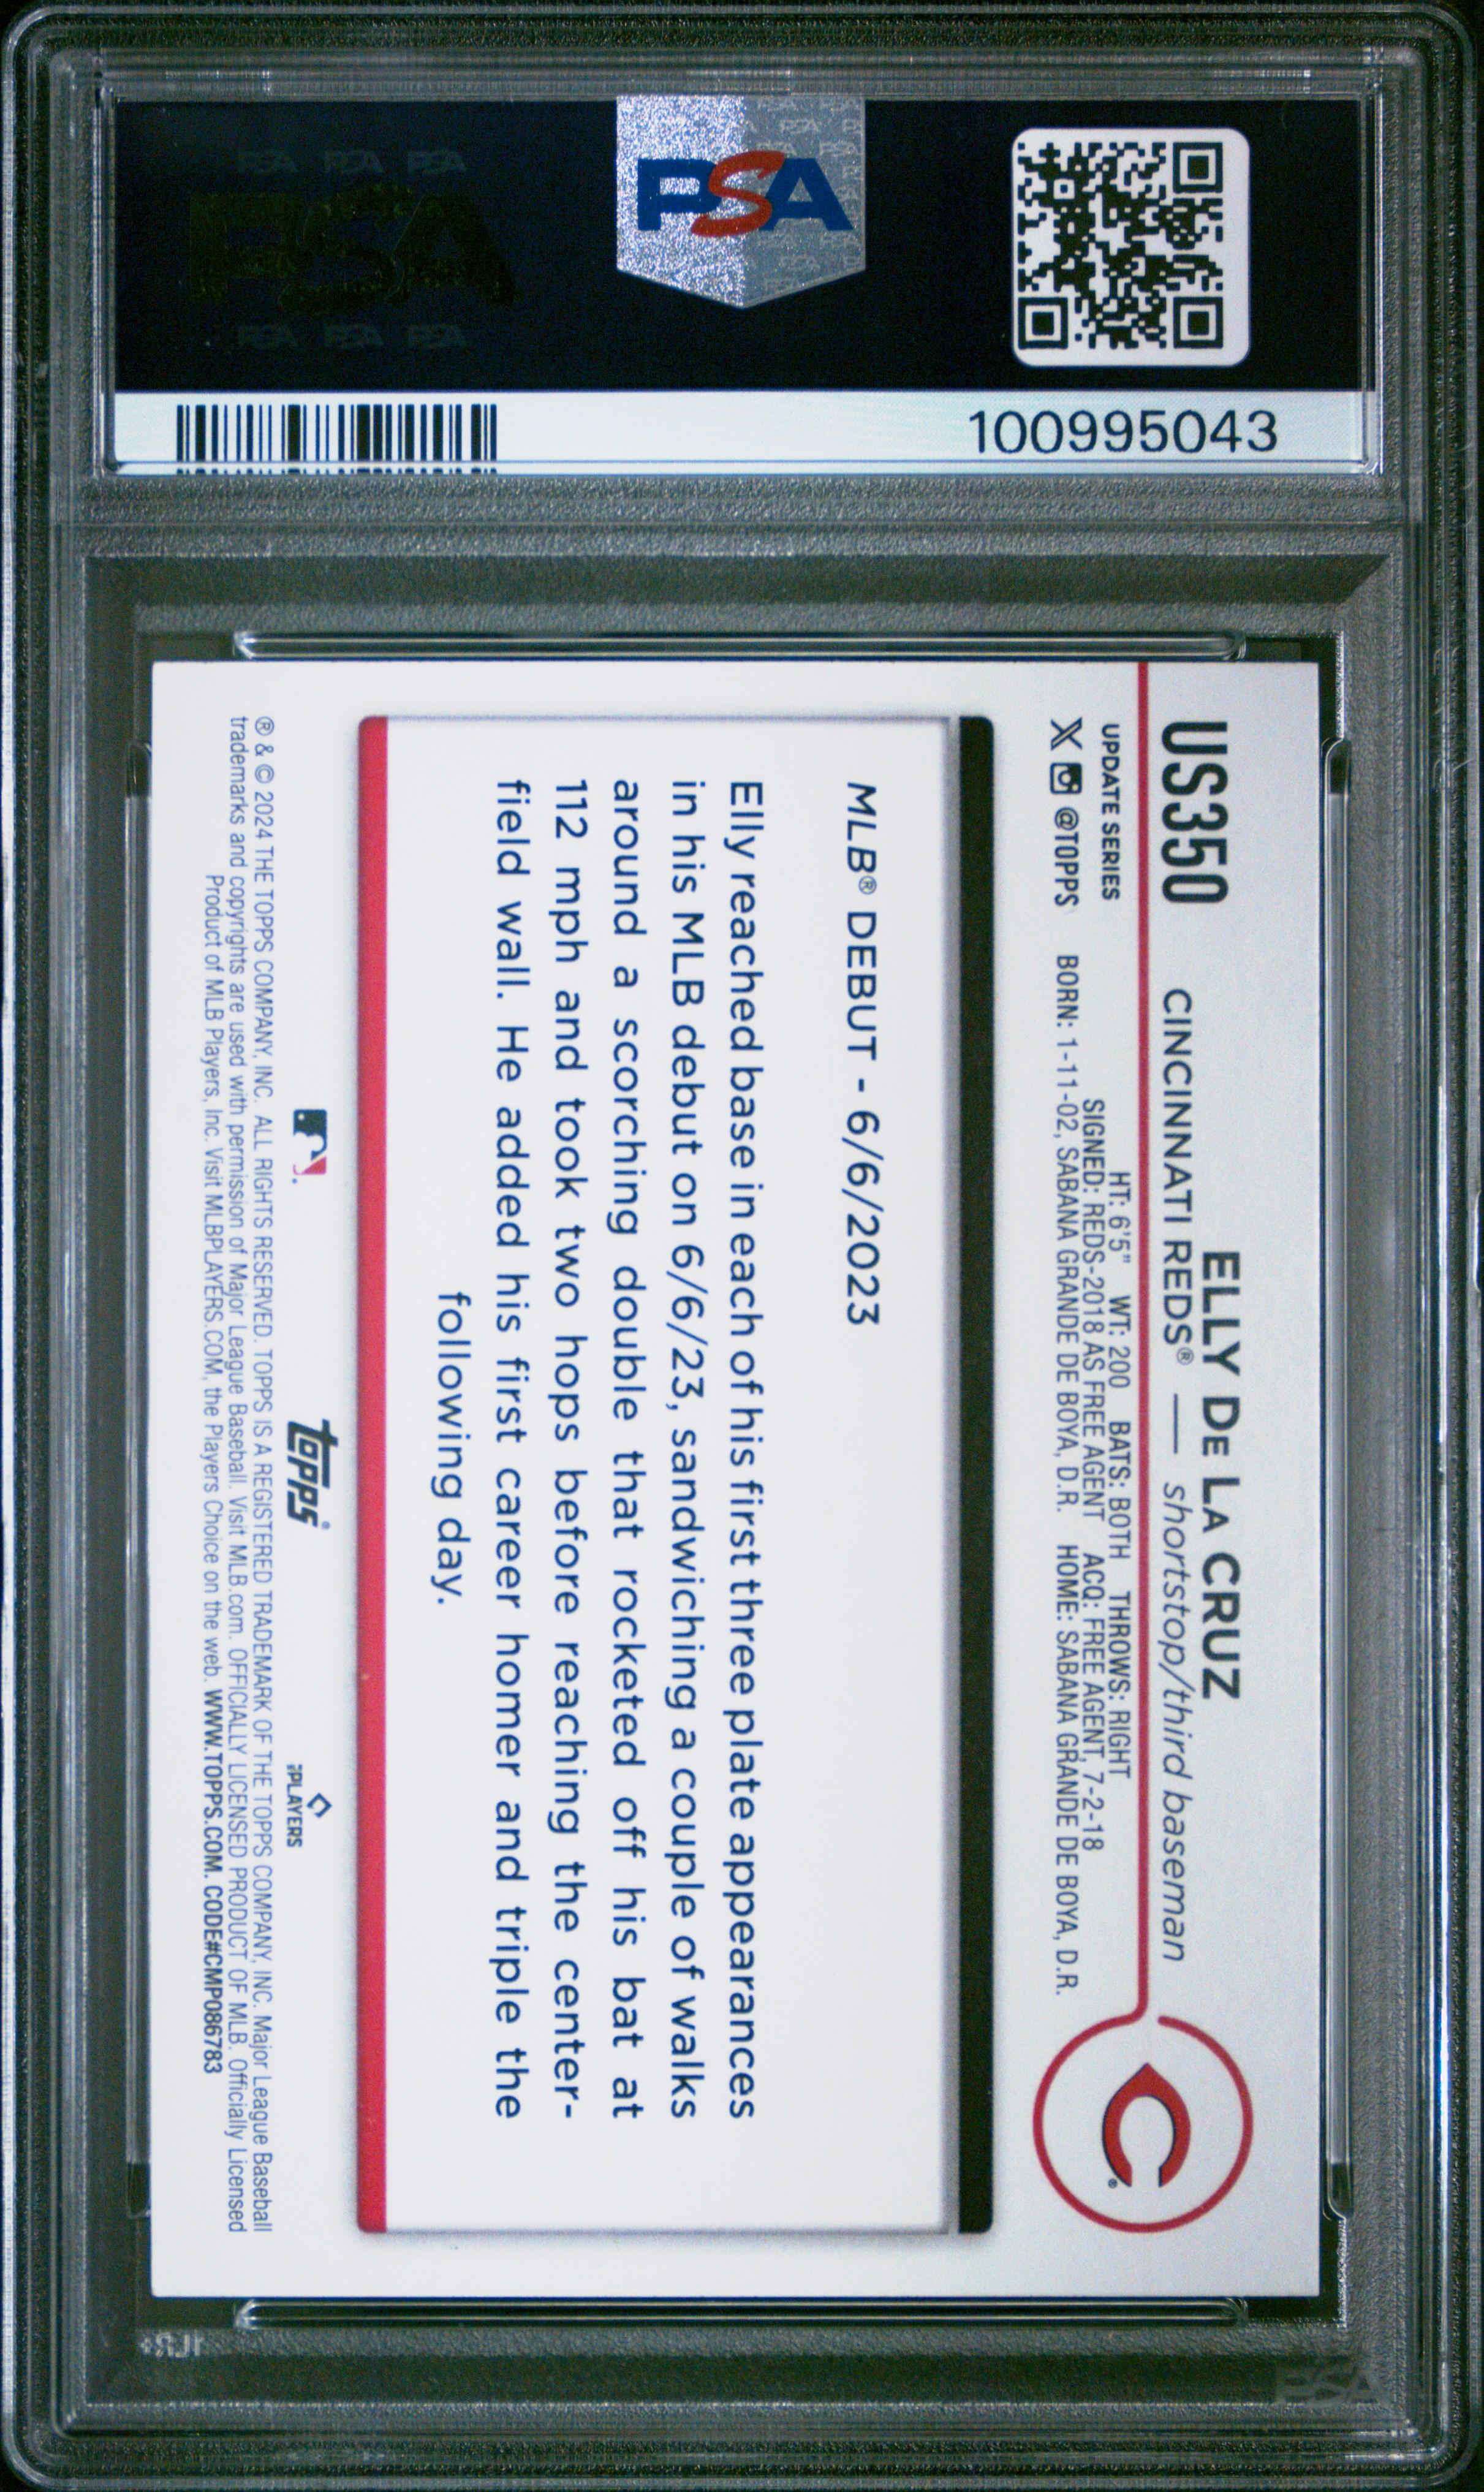 PSA
PSA PSA PSA
PSA
PSA PSA PSA
100995043
US350
ELLY DE LA CRUZ
CINCINNATI REDS® — shortstop/third baseman
UPDATE SERIES
X @TOPPS
HT: 6'5" WT: 200 BATS: BOTH THROWS: RIGHT
SIGNED: REDS-2018 AS FREE AGENT ACQ: FREE AGENT, 7-2-18
BORN: 1-11-02, SABANA GRANDE DE BOYA, D.R. HOME: SABANA GRANDE DE BOYA, D.R.
C®
MLB® DEBUT - 6/6/2023
Elly reached base in each of his first three plate appearances
in his MLB debut on 6/6/23, sandwiching a couple of walks
around a scorching double that rocketed off his bat at
112 mph and took two hops before reaching the center-
field wall. He added his first career homer and triple the
following day.
topps®
PLAYERS
® & © 2024 THE TOPPS COMPANY, INC. ALL RIGHTS RESERVED. TOPPS IS A REGISTERED TRADEMARK OF THE TOPPS COMPANY, INC. Major League Baseball
trademarks and copyrights are used with permission of Major League Baseball. Visit MLB.com. OFFICIALLY LICENSED PRODUCT OF MLB. Officially Licensed
Product of MLB Players, Inc. Visit MLBPLAYERS.COM, the Players Choice on the web. WWW.TOPPS.COM. CODE#CMP086783
PSA